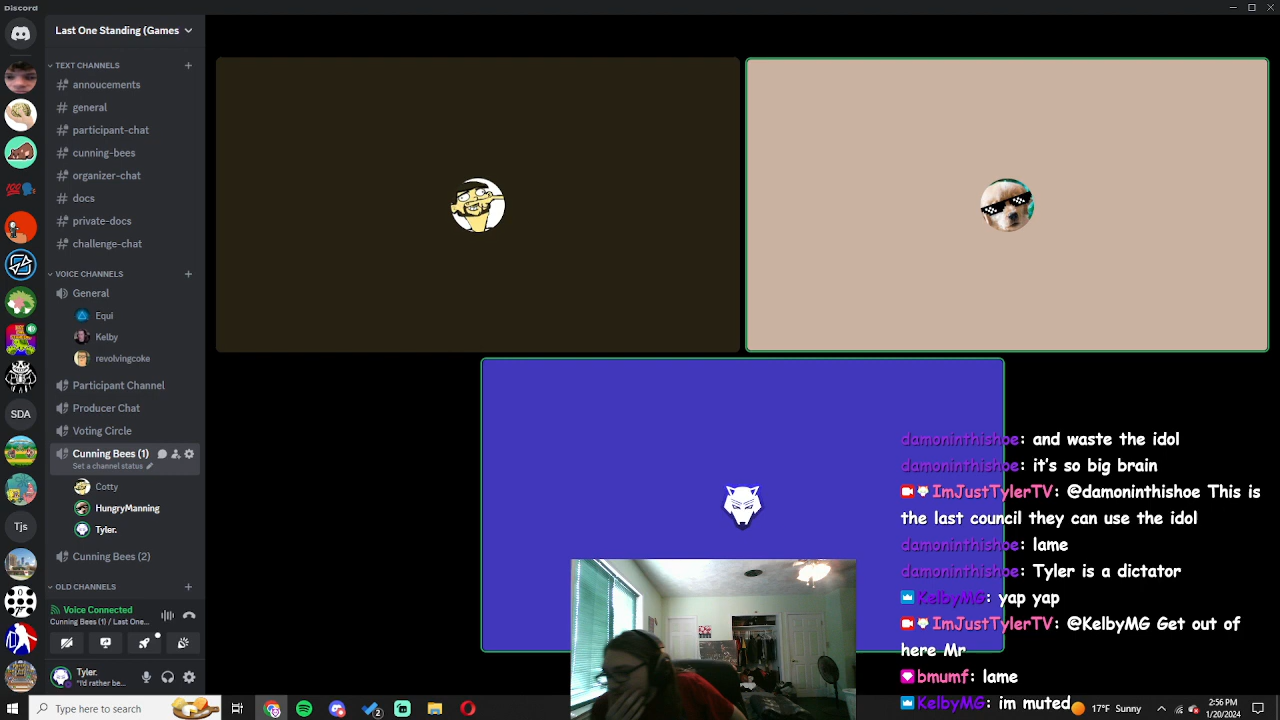 Discord
Last One Standing (Games
TEXT CHANNELS
annoucements
general
participant-chat
cunning-bees
organizer-chat
docs
private-docs
challenge-chat
VOICE CHANNELS
General
Equi
Kelby
revolvingcoke
Participant Channel
Producer Chat
Voting Circle
Cunning Bees (1)
Set a channel status
Cotty
HungryManning
Tyler.
Cunning Bees (2)
OLD CHANNELS
Voice Connected
Cunning Bees (1) / Last One...
Tyler.
"I'd rather be...
SDA
Tjs
damoninthishoe: and waste the idol
damoninthishoe: it's so big brain
ImJustTylerTV: @damoninthishoe This is
the last council they can use the idol
damoninthishoe: lame
damoninthishoe: Tyler is a dictator
KelbyMG: yap yap
ImJustTylerTV: @KelbyMG Get out of
here Mr
bmumf: lame
KelbyMG: im muted
Type here to search
2
17°F Sunny
2:56 PM
1/20/2024